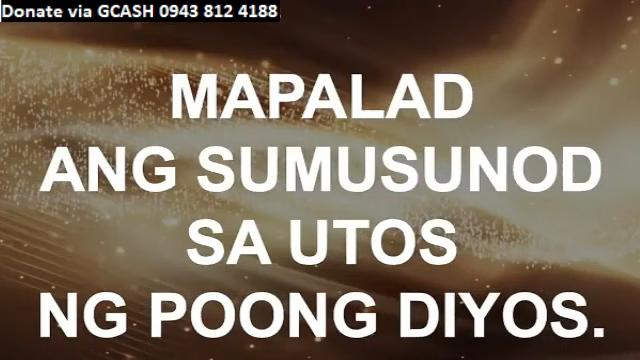 Donate via GCASH 0943 812 4188
MAPALAD
ANG SUMUSUNOD
SA UTOS
NG POONG DIYOS.